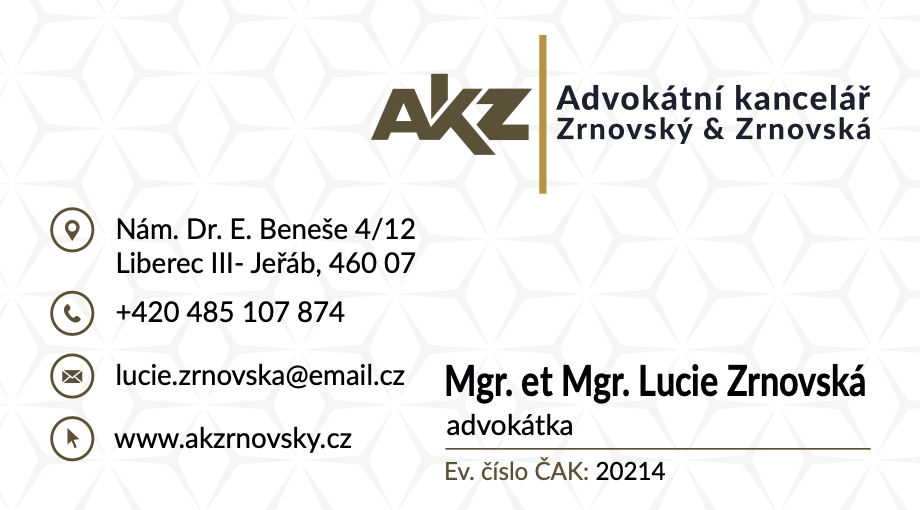 AKZ
Advokátní kancelář
Zrnovský & Zrnovská
Nám. Dr. E. Beneše 4/12
Liberec III- Jeřáb, 460 07
+420 485 107 874
lucie.zrnovska@email.cz
www.akzrnovsky.cz
Mgr. et Mgr. Lucie Zrnovská
advokátka
Ev. číslo ČAK: 20214